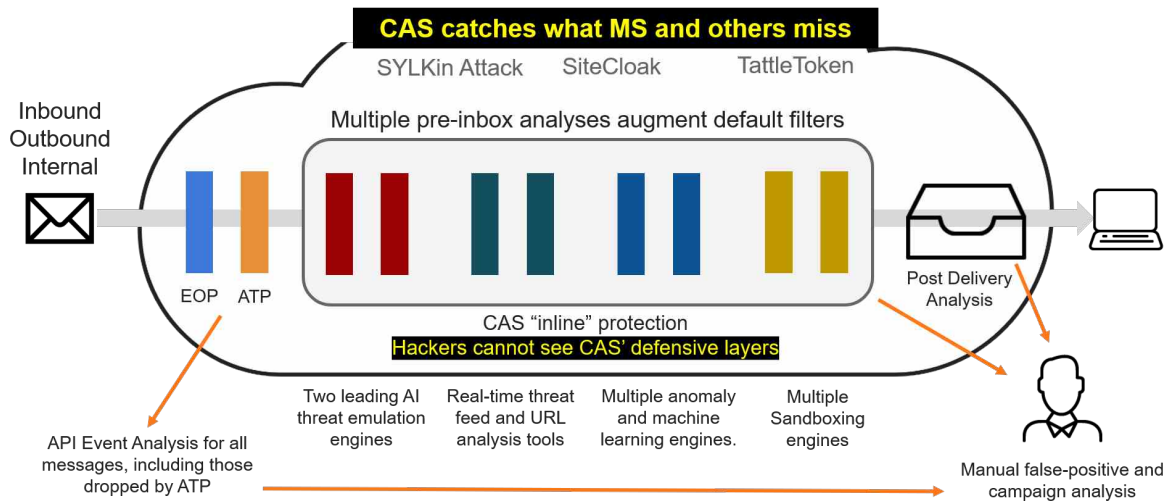 CAS catches what MS and others miss
SYLKin Attack
SiteCloak
TattleToken
Inbound
Outbound
Internal
Multiple pre-inbox analyses augment default filters
EOP
ATP
Post Delivery
Analysis
CAS “inline” protection
Hackers cannot see CAS’ defensive layers
Two leading AI
threat emulation
engines
Real-time threat
feed and URL
analysis tools
Multiple anomaly
and machine
learning engines.
Multiple
Sandboxing
engines
API Event Analysis for all
messages, including those
dropped by ATP
Manual false-positive and
campaign analysis